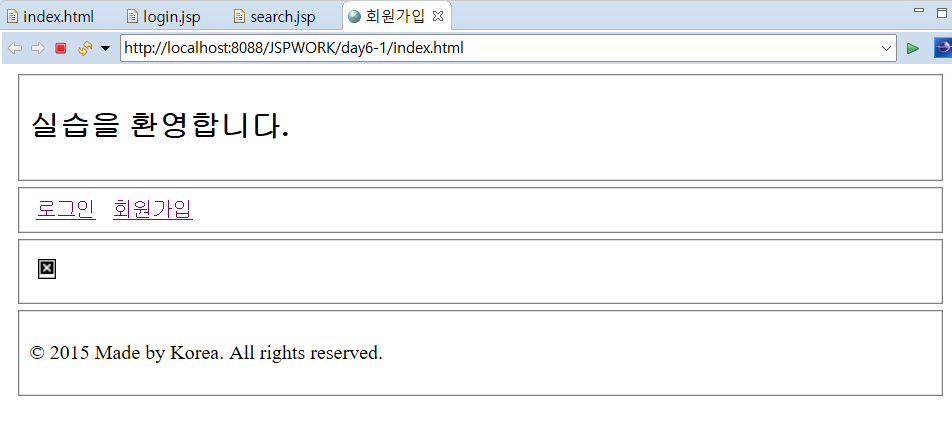 index.html login.jsp search.jsp 회원가입
http://localhost:8088/JSPWORK/day6-1/index.html
실습을 환영합니다.
로그인 회원가입
© 2015 Made by Korea. All rights reserved.